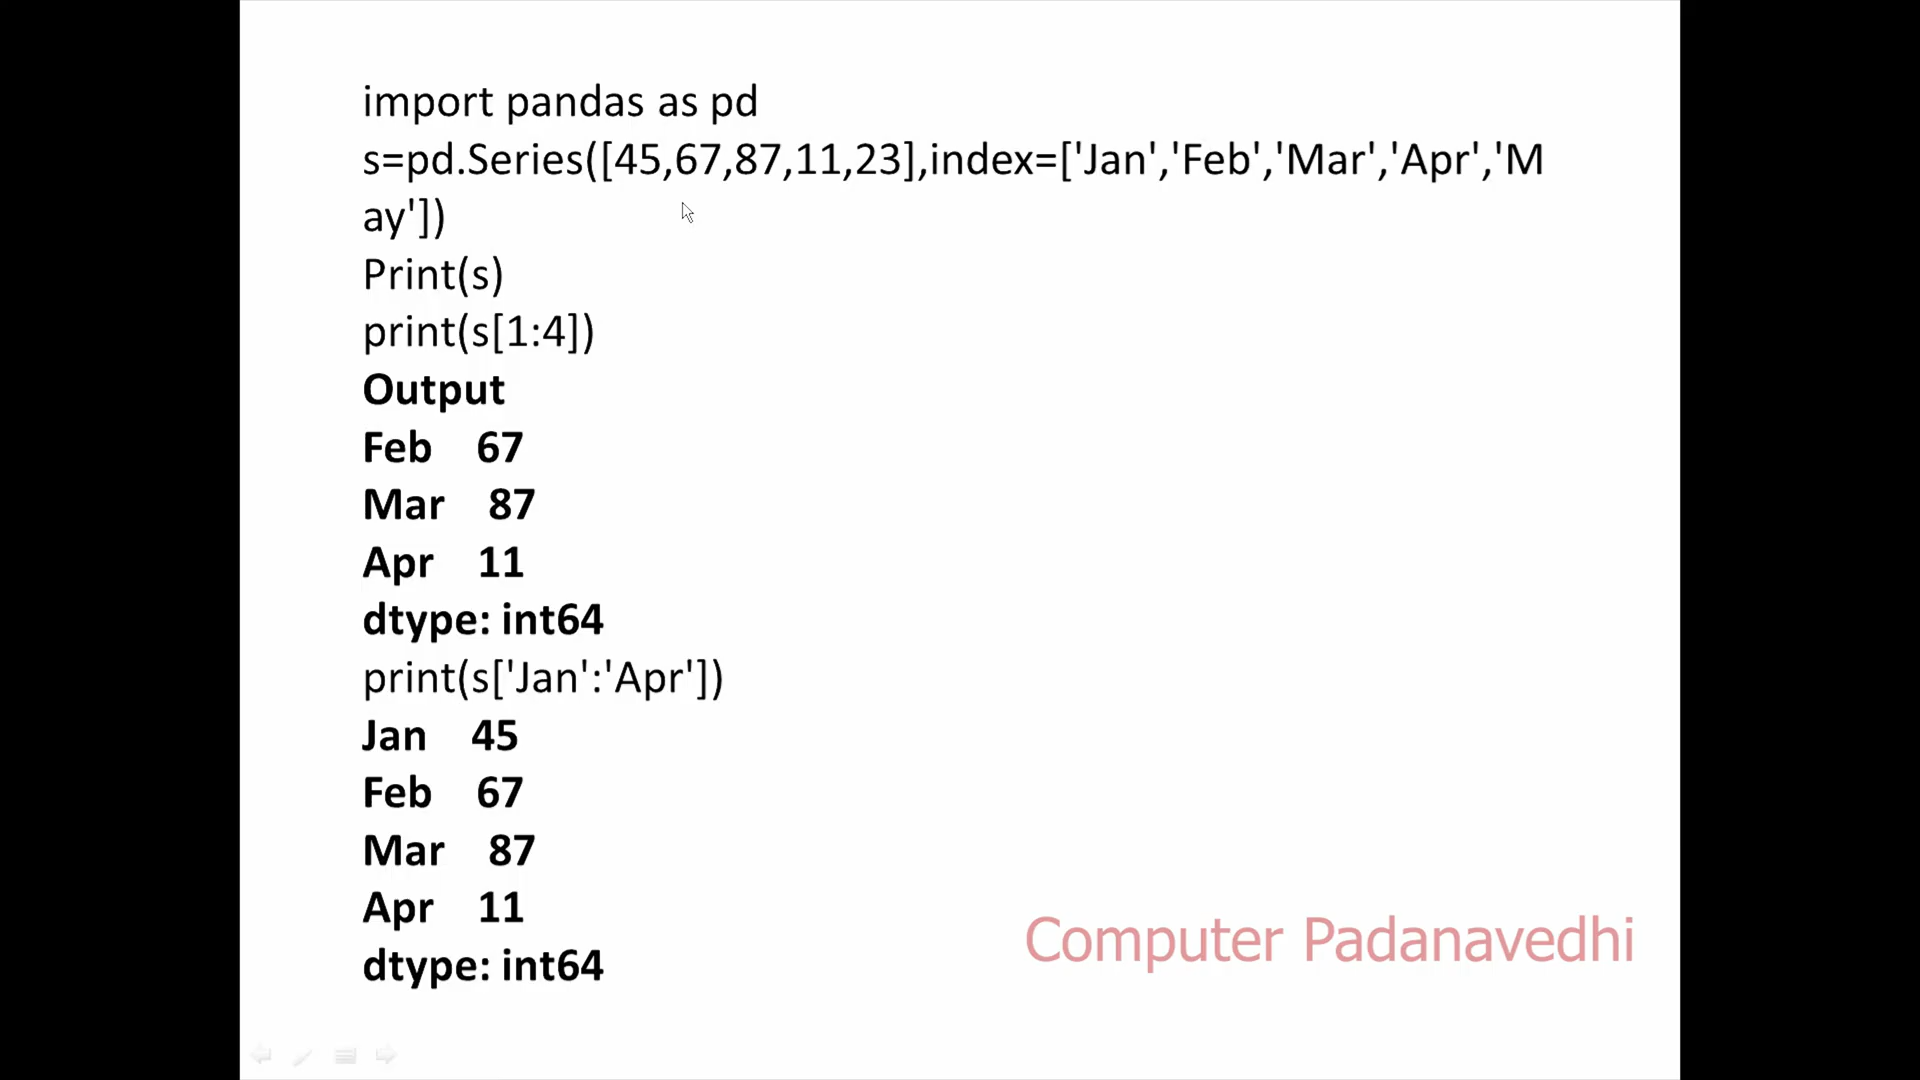 import pandas as pd
s=pd.Series([45,67,87,11,23],index=['Jan','Feb','Mar','Apr','M
ay'])
Print(s)
print(s[1:4])
Output
Feb    67
Mar    87
Apr    11
dtype: int64
print(s['Jan':'Apr'])
Jan    45
Feb    67
Mar    87
Apr    11
dtype: int64
Computer Padanavedhi